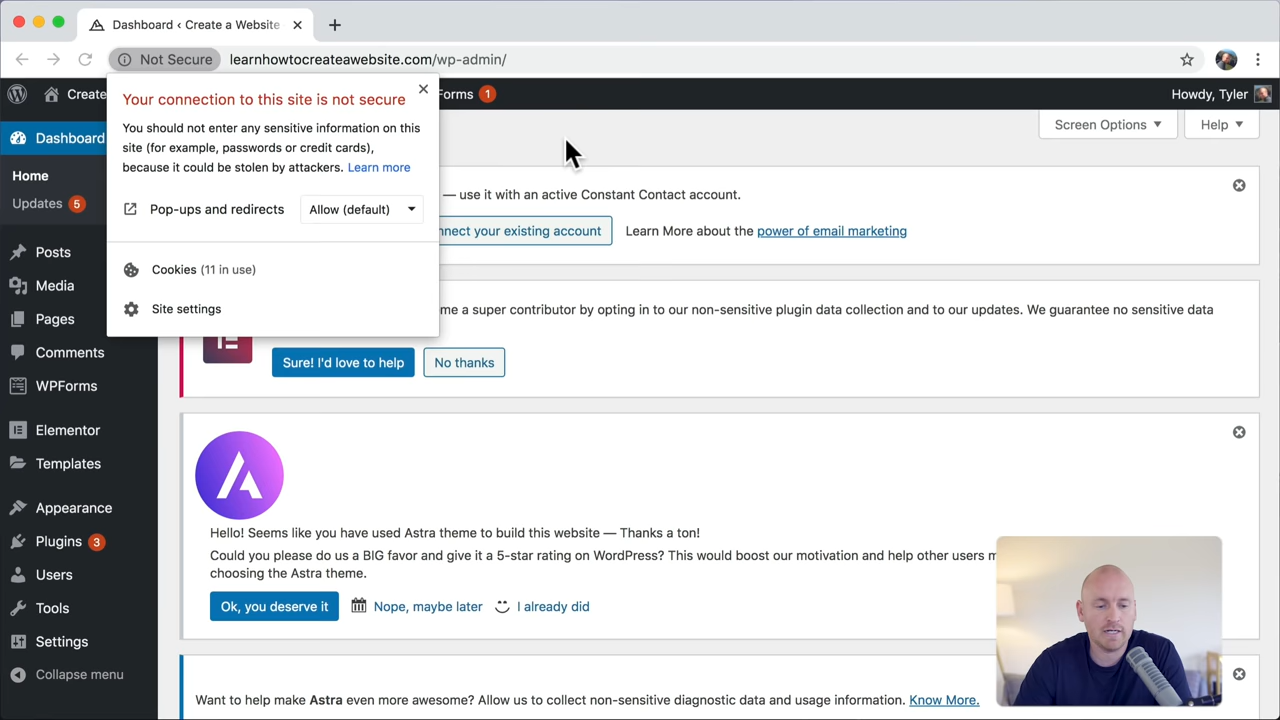 Dashboard ‹ Create a Website
Not Secure
learnhowtocreateawebsite.com/wp-admin/
Create
Forms 1
Howdy, Tyler
Your connection to this site is not secure
You should not enter any sensitive information on this
site (for example, passwords or credit cards),
because it could be stolen by attackers. Learn more
Pop-ups and redirects
Allow (default)
Cookies (11 in use)
Site settings
Dashboard
Home
Updates 5
Posts
Media
Pages
Comments
WPForms
Elementor
Templates
Appearance
Plugins 3
Users
Tools
Settings
Collapse menu
Screen Options
Help
— use it with an active Constant Contact account.
your existing account
Learn More about the power of email marketing
me a super contributor by opting in to our non-sensitive plugin data collection and to our updates. We guarantee no sensitive data
Sure! I'd love to help
No thanks
Hello! Seems like you have used Astra theme to build this website — Thanks a ton!
Could you please do us a BIG favor and give it a 5-star rating on WordPress? This would boost our motivation and help other users
choosing the Astra theme.
Ok, you deserve it
Nope, maybe later
I already did
Want to help make Astra even more awesome? Allow us to collect non-sensitive diagnostic data and usage information. Know More.